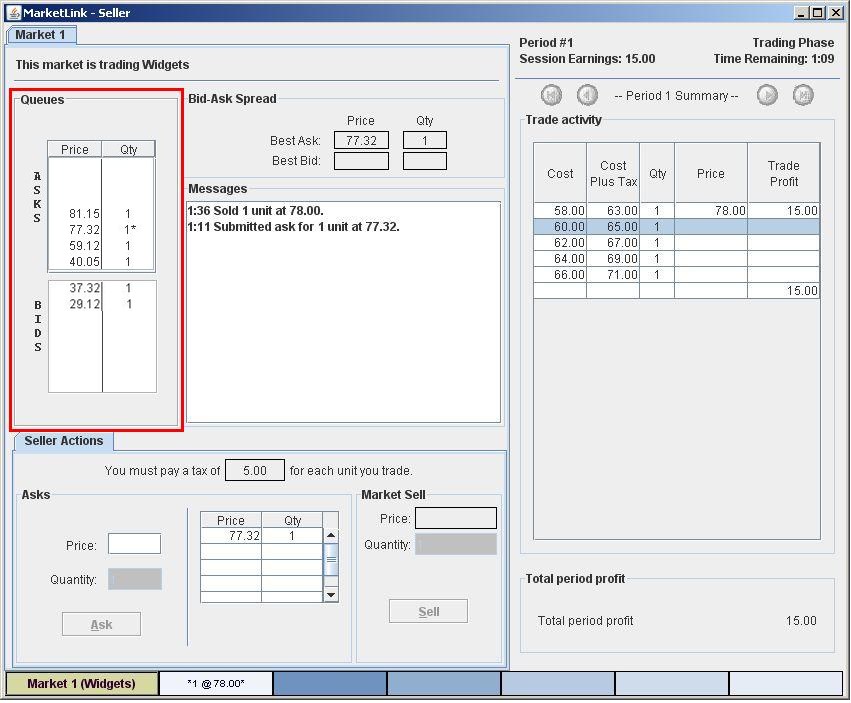 MarketLink - Seller
Market 1
This market is trading Widgets
Period #1 Trading Phase
Session Earnings: 15.00 Time Remaining: 1:09
-- Period 1 Summary --
Queues
Price Qty
ASKS
81.15 1
77.32 1*
59.12 1
40.05 1
BIDS
37.32 1
29.12 1
Bid-Ask Spread
Price Qty
Best Ask: 77.32 1
Best Bid:
Messages
1:36 Sold 1 unit at 78.00.
1:11 Submitted ask for 1 unit at 77.32.
Trade activity
Cost Cost Plus Tax Qty Price Trade Profit
58.00 63.00 1 78.00 15.00
60.00 65.00 1
62.00 67.00 1
64.00 69.00 1
66.00 71.00 1
15.00
Seller Actions
You must pay a tax of 5.00 for each unit you trade.
Asks
Price:
Quantity:
Ask
Price Qty
77.32 1
Market Sell
Price:
Quantity:
Sell
Total period profit
Total period profit 15.00
Market 1 (Widgets) *1 @ 78.00*